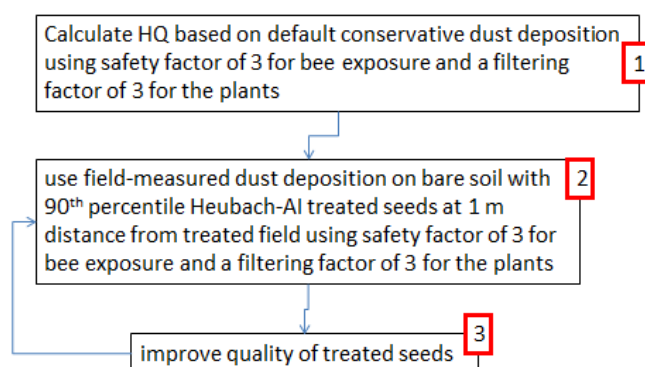 Calculate HQ based on default conservative dust deposition
using safety factor of 3 for bee exposure and a filtering
factor of 3 for the plants
1
use field-measured dust deposition on bare soil with
90th percentile Heubach-AI treated seeds at 1 m
distance from treated field using safety factor of 3 for
bee exposure and a filtering factor of 3 for the plants
2
improve quality of treated seeds
3